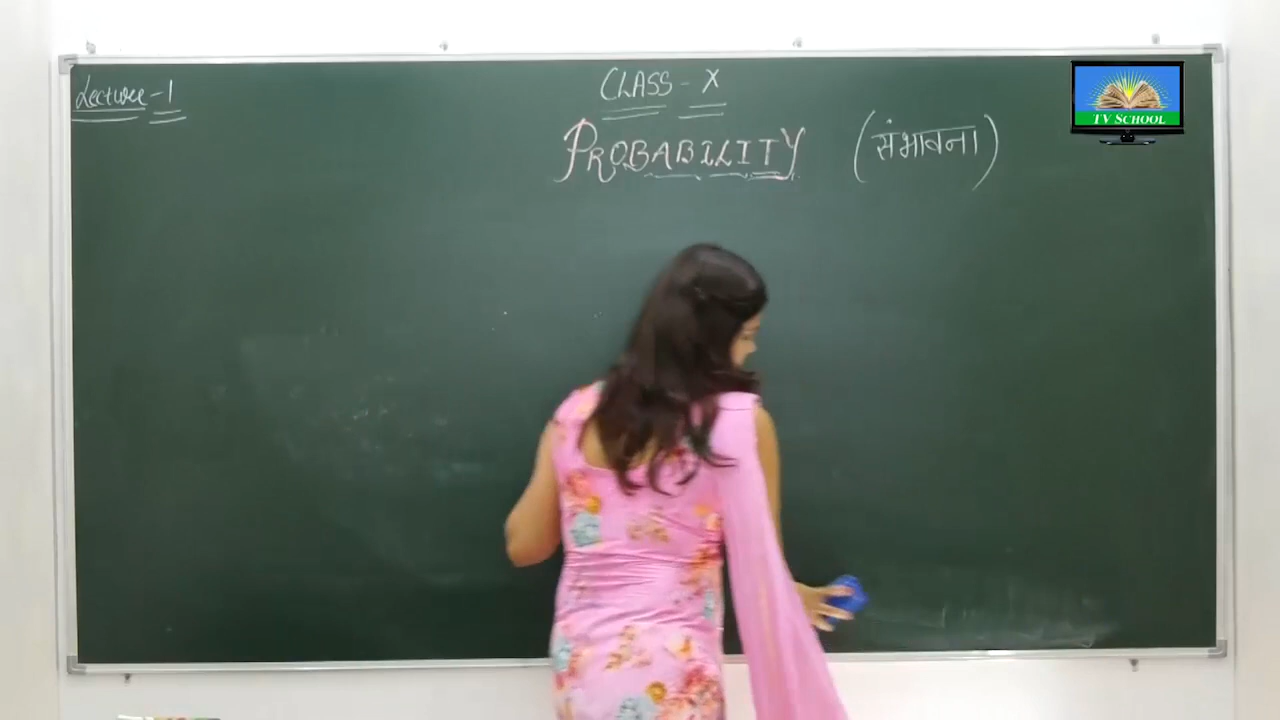 Lecture-1
CLASS - X
PROBABILITY (संभावना)
TV SCHOOL